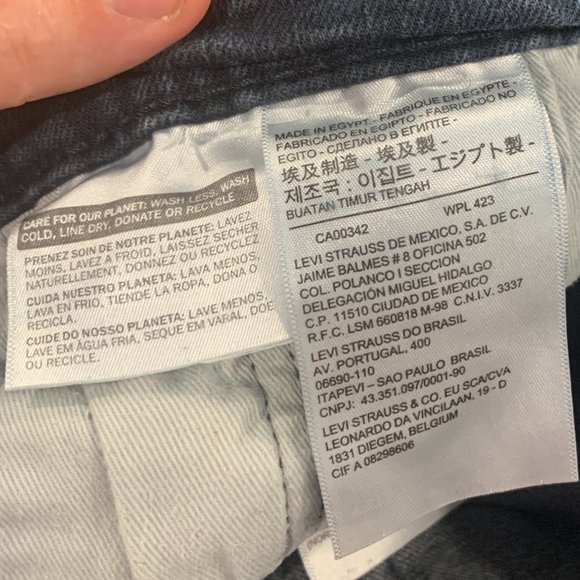 CARE FOR OUR PLANET: WASH LESS, WASH
COLD, LINE DRY, DONATE OR RECYCLE
PRENEZ SOIN DE NOTRE PLANETE: LAVEZ
MOINS, LAVEZ A FROID, LAISSEZ SÉCHER
NATURELLEMENT, DONNEZ OU RECYCLEZ
CUIDA NUESTRO PLANETA: LAVA MENOS,
LAVA EN FRIO, TIENDE LA ROPA, DONA O
RECICLA.
CUIDE DO NOSSO PLANETA: LAVE MENOS,
LAVE EM ÁGUA FRIA, SEQUE EM VARAL, DOE
MADE IN EGYPT - FABRIQUE EN EGYPTE -
FABRICADO EN EGIPTO - FABRICADO NO
EGITO - СДЕЛАНО В ЕГИПТЕ -
埃及制造 - 埃及製 -
제조국 : 이집트 - エジプト製 -
BUATAN TIMUR TENGAH
CA00342 WPL 423
LEVI STRAUSS DE MEXICO, S.A. DE C.V.
JAIME BALMES # 8 OFICINA 502
COL. POLANCO I SECCION
DELEGACIÓN MIGUEL HIDALGO
C.P. 11510 CIUDAD DE MEXICO
R.F.C. LSM 660818 M-98 C.N.I.V. 3337
LEVI STRAUSS DO BRASIL
AV. PORTUGAL, 400
06690-110
ITAPEVI – SAO PAULO BRASIL
CNPJ: 43.351.097/0001-90
LEVI STRAUSS & CO. EU SCA/CVA
LEONARDO DA VINCILAAN, 19 - D
1831 DIEGEM, BELGIUM
CIF A 08298606